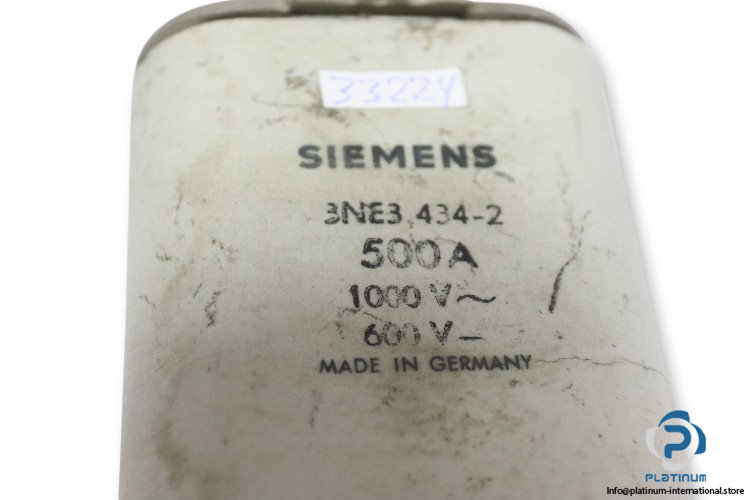 33224
SIEMENS
3NE3 434-2
500A
1000 V~
600 V-
MADE IN GERMANY
PLATINUM
Info@platinum-international.store